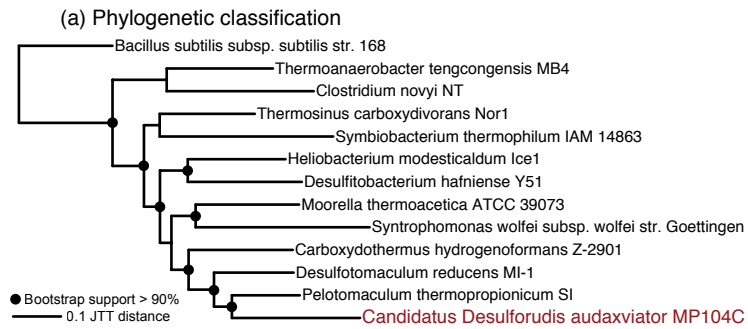 (a) Phylogenetic classification
Bacillus subtilis subsp. subtilis str. 168
Thermoanaerobacter tengcongensis MB4
Clostridium novyi NT
Thermosinus carboxydivorans Nor1
Symbiobacterium thermophilum IAM 14863
Heliobacterium modesticaldum Ice1
Desulfitobacterium hafniense Y51
Moorella thermoacetica ATCC 39073
Syntrophomonas wolfei subsp. wolfei str. Goettingen
Carboxydothermus hydrogenoformans Z-2901
Desulfotomaculum reducens MI-1
Pelotomaculum thermopropionicum SI
Candidatus Desulforudis audaxviator MP104C
Bootstrap support > 90%
0.1 JTT distance